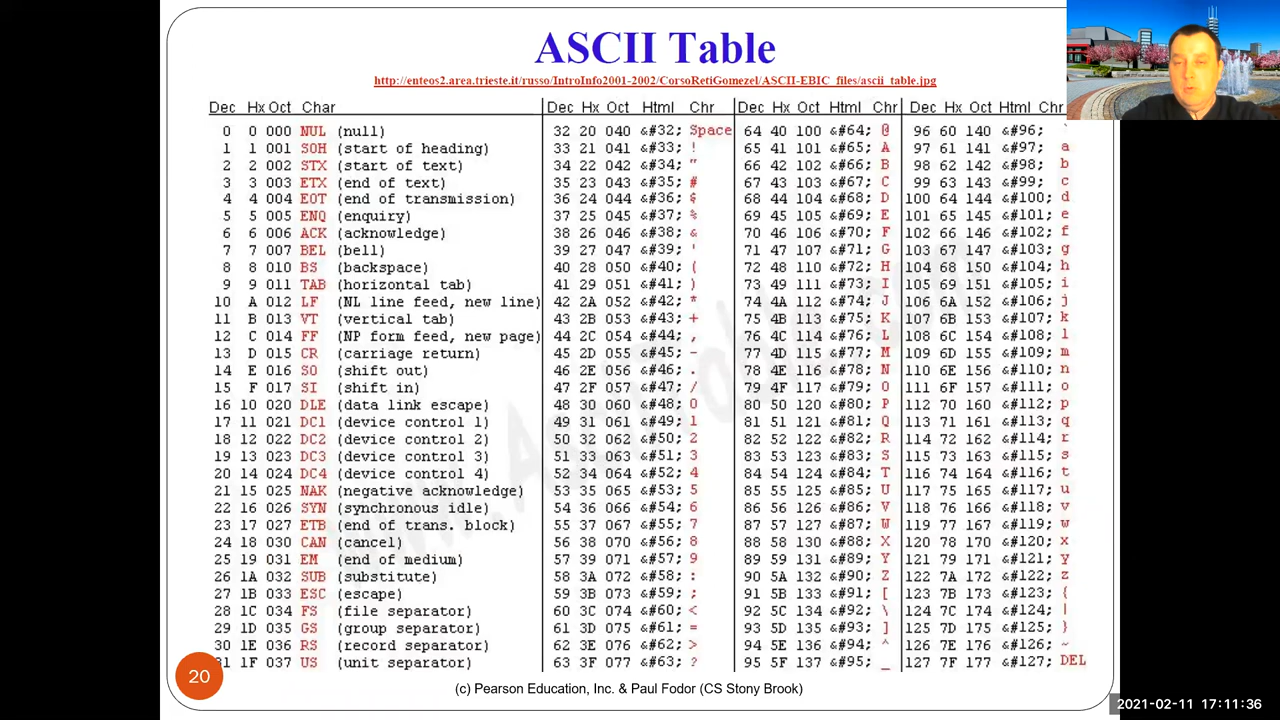 ASCII Table
http://enteos2.area.trieste.it/russo/IntroInfo2001-2002/CorsoRetiGomezel/ASCII-EBIC_files/ascii_table.jpg
Dec Hx Oct Char Dec Hx Oct Html Chr Dec Hx Oct Html Chr Dec Hx Oct Html Chr
0 0 000 NUL (null) 32 20 040 &#32; Space 64 40 100 &#64; @ 96 60 140 &#96; `
1 1 001 SOH (start of heading) 33 21 041 &#33; ! 65 41 101 &#65; A 97 61 141 &#97; a
2 2 002 STX (start of text) 34 22 042 &#34; " 66 42 102 &#66; B 98 62 142 &#98; b
3 3 003 ETX (end of text) 35 23 043 &#35; # 67 43 103 &#67; C 99 63 143 &#99; c
4 4 004 EOT (end of transmission) 36 24 044 &#36; $ 68 44 104 &#68; D 100 64 144 &#100; d
5 5 005 ENQ (enquiry) 37 25 045 &#37; % 69 45 105 &#69; E 101 65 145 &#101; e
6 6 006 ACK (acknowledge) 38 26 046 &#38; & 70 46 106 &#70; F 102 66 146 &#102; f
7 7 007 BEL (bell) 39 27 047 &#39; ' 71 47 107 &#71; G 103 67 147 &#103; g
8 8 010 BS (backspace) 40 28 050 &#40; ( 72 48 110 &#72; H 104 68 150 &#104; h
9 9 011 TAB (horizontal tab) 41 29 051 &#41; ) 73 49 111 &#73; I 105 69 151 &#105; i
10 A 012 LF (NL line feed, new line) 42 2A 052 &#42; * 74 4A 112 &#74; J 106 6A 152 &#106; j
11 B 013 VT (vertical tab) 43 2B 053 &#43; + 75 4B 113 &#75; K 107 6B 153 &#107; k
12 C 014 FF (NP form feed, new page) 44 2C 054 &#44; , 76 4C 114 &#76; L 108 6C 154 &#108; l
13 D 015 CR (carriage return) 45 2D 055 &#45; - 77 4D 115 &#77; M 109 6D 155 &#109; m
14 E 016 SO (shift out) 46 2E 056 &#46; . 78 4E 116 &#78; N 110 6E 156 &#110; n
15 F 017 SI (shift in) 47 2F 057 &#47; / 79 4F 117 &#79; O 111 6F 157 &#111; o
16 10 020 DLE (data link escape) 48 30 060 &#48; 0 80 50 120 &#80; P 112 70 160 &#112; p
17 11 021 DC1 (device control 1) 49 31 061 &#49; 1 81 51 121 &#81; Q 113 71 161 &#113; q
18 12 022 DC2 (device control 2) 50 32 062 &#50; 2 82 52 122 &#82; R 114 72 162 &#114; r
19 13 023 DC3 (device control 3) 51 33 063 &#51; 3 83 53 123 &#83; S 115 73 163 &#115; s
20 14 024 DC4 (device control 4) 52 34 064 &#52; 4 84 54 124 &#84; T 116 74 164 &#116; t
21 15 025 NAK (negative acknowledge) 53 35 065 &#53; 5 85 55 125 &#85; U 117 75 165 &#117; u
22 16 026 SYN (synchronous idle) 54 36 066 &#54; 6 86 56 126 &#86; V 118 76 166 &#118; v
23 17 027 ETB (end of trans. block) 55 37 067 &#55; 7 87 57 127 &#87; W 119 77 167 &#119; w
24 18 030 CAN (cancel) 56 38 070 &#56; 8 88 58 130 &#88; X 120 78 170 &#120; x
25 19 031 EM (end of medium) 57 39 071 &#57; 9 89 59 131 &#89; Y 121 79 171 &#121; y
26 1A 032 SUB (substitute) 58 3A 072 &#58; : 90 5A 132 &#90; Z 122 7A 172 &#122; z
27 1B 033 ESC (escape) 59 3B 073 &#59; ; 91 5B 133 &#91; [ 123 7B 173 &#123; {
28 1C 034 FS (file separator) 60 3C 074 &#60; < 92 5C 134 &#92; \ 124 7C 174 &#124; |
29 1D 035 GS (group separator) 61 3D 075 &#61; = 93 5D 135 &#93; ] 125 7D 175 &#125; }
30 1E 036 RS (record separator) 62 3E 076 &#62; > 94 5E 136 &#94; ^ 126 7E 176 &#126; ~
31 1F 037 US (unit separator) 63 3F 077 &#63; ? 95 5F 137 &#95; _ 127 7F 177 &#127; DEL
20
(c) Pearson Education, Inc. & Paul Fodor (CS Stony Brook)
2021-02-11 17:11:36